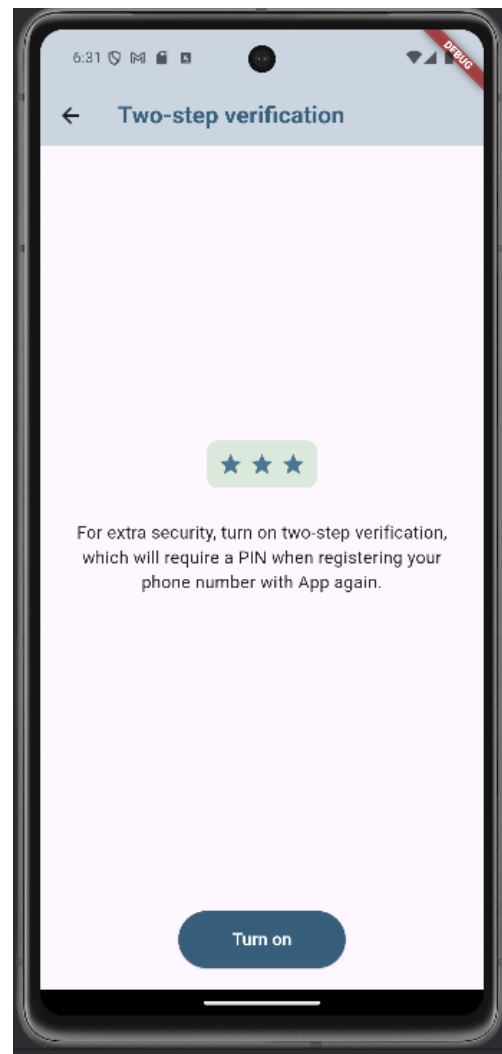 6:31
DEBUG
Two-step verification
For extra security, turn on two-step verification,
which will require a PIN when registering your
phone number with App again.
Turn on